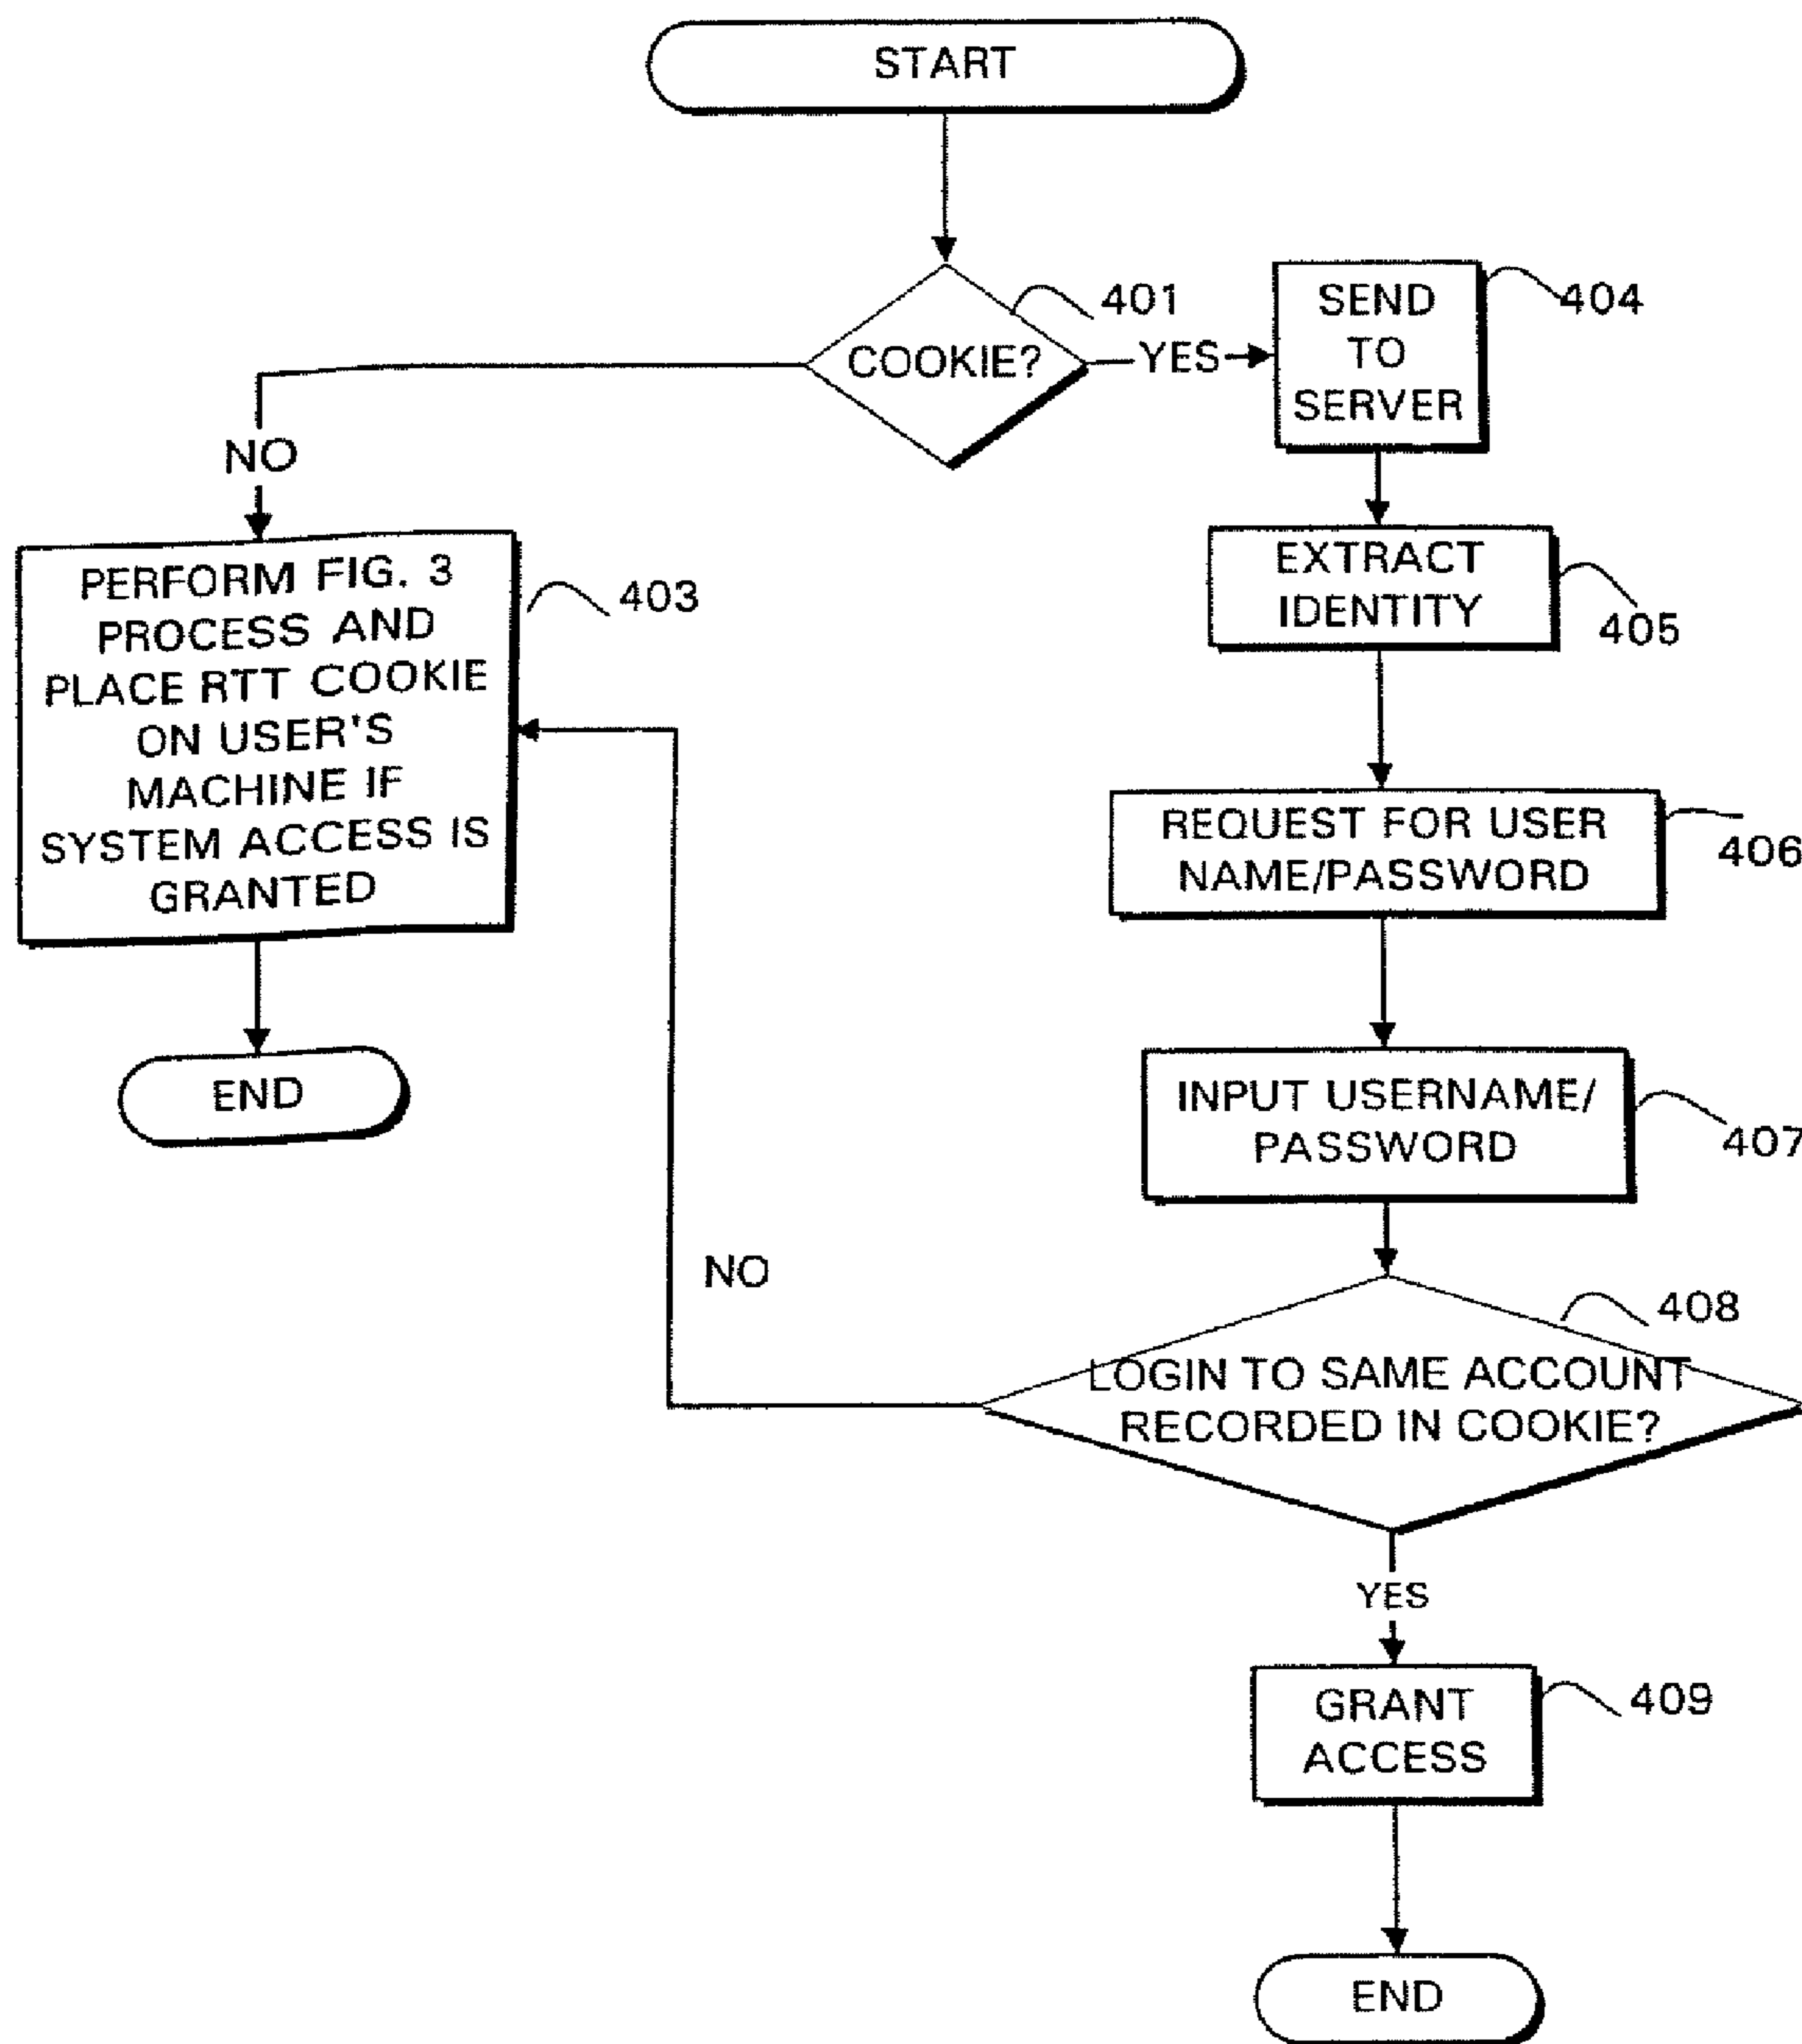 START
401
COOKIE?
YES
SEND
TO
SERVER
404
NO
EXTRACT
IDENTITY
405
PERFORM FIG. 3
PROCESS AND
PLACE RTT COOKIE
ON USER'S
MACHINE IF
SYSTEM ACCESS IS
GRANTED
403
REQUEST FOR USER
NAME/PASSWORD
406
END
INPUT USERNAME/
PASSWORD
407
NO
408
LOGIN TO SAME ACCOUNT
RECORDED IN COOKIE?
YES
GRANT
ACCESS
409
END